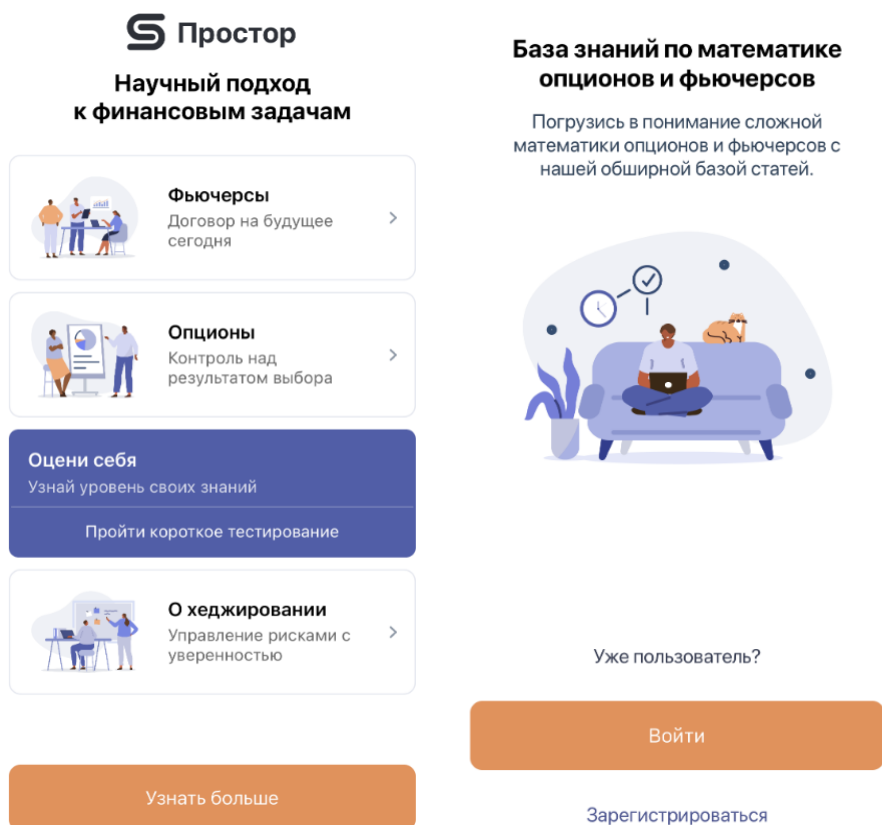 Простор
Научный подход
к финансовым задачам
Фьючерсы
Договор на будущее
сегодня
Опционы
Контроль над
результатом выбора
Оцени себя
Узнай уровень своих знаний
Пройти короткое тестирование
О хеджировании
Управление рисками с
уверенностью
Узнать больше
База знаний по математике
опционов и фьючерсов
Погрузись в понимание сложной
математики опционов и фьючерсов с
нашей обширной базой статей.
Уже пользователь?
Войти
Зарегистрироваться